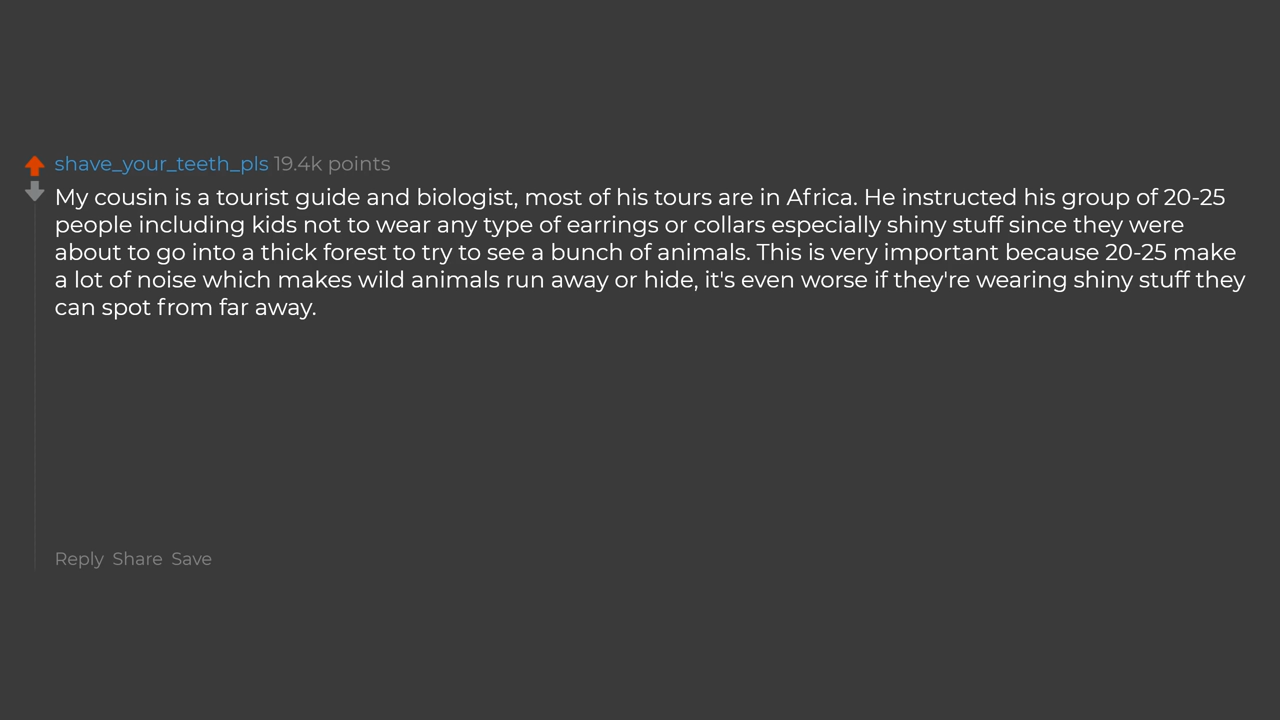 shave_your_teeth_pls 19.4k points
My cousin is a tourist guide and biologist, most of his tours are in Africa. He instructed his group of 20-25
people including kids not to wear any type of earrings or collars especially shiny stuff since they were
about to go into a thick forest to try to see a bunch of animals. This is very important because 20-25 make
a lot of noise which makes wild animals run away or hide, it's even worse if they're wearing shiny stuff they
can spot from far away.
Reply Share Save